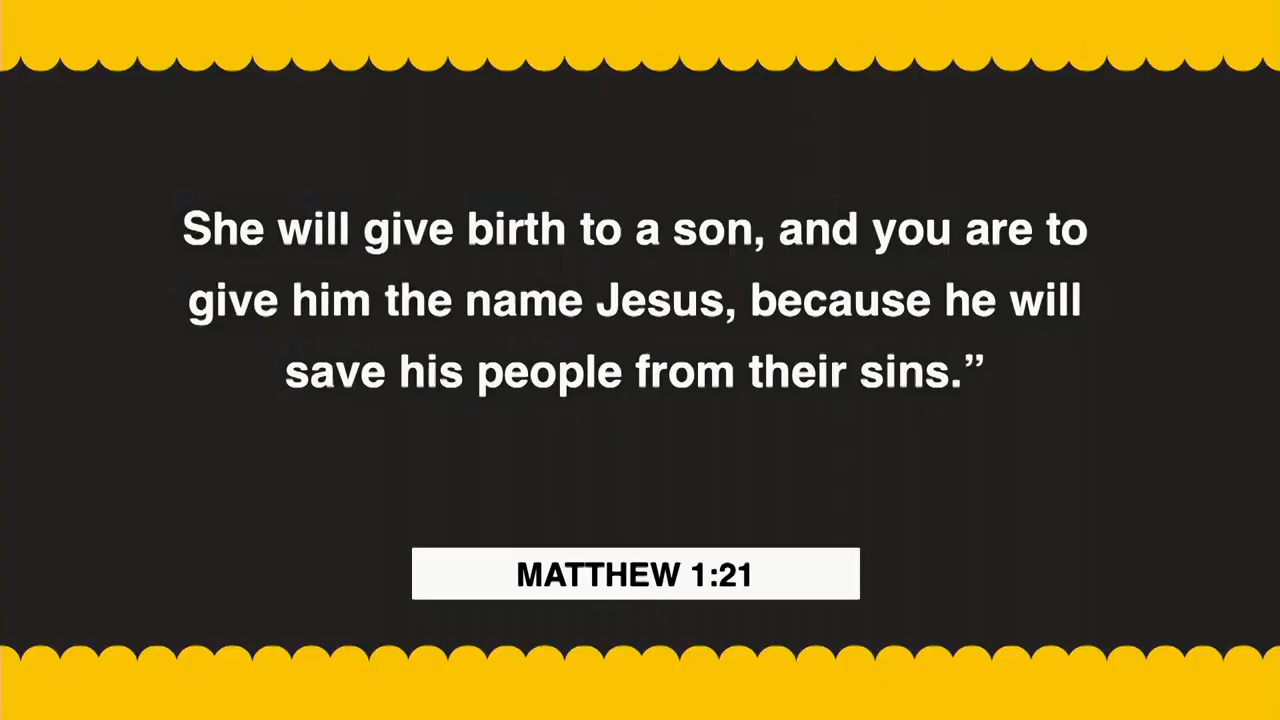 She will give birth to a son, and you are to
give him the name Jesus, because he will
save his people from their sins.”
MATTHEW 1:21